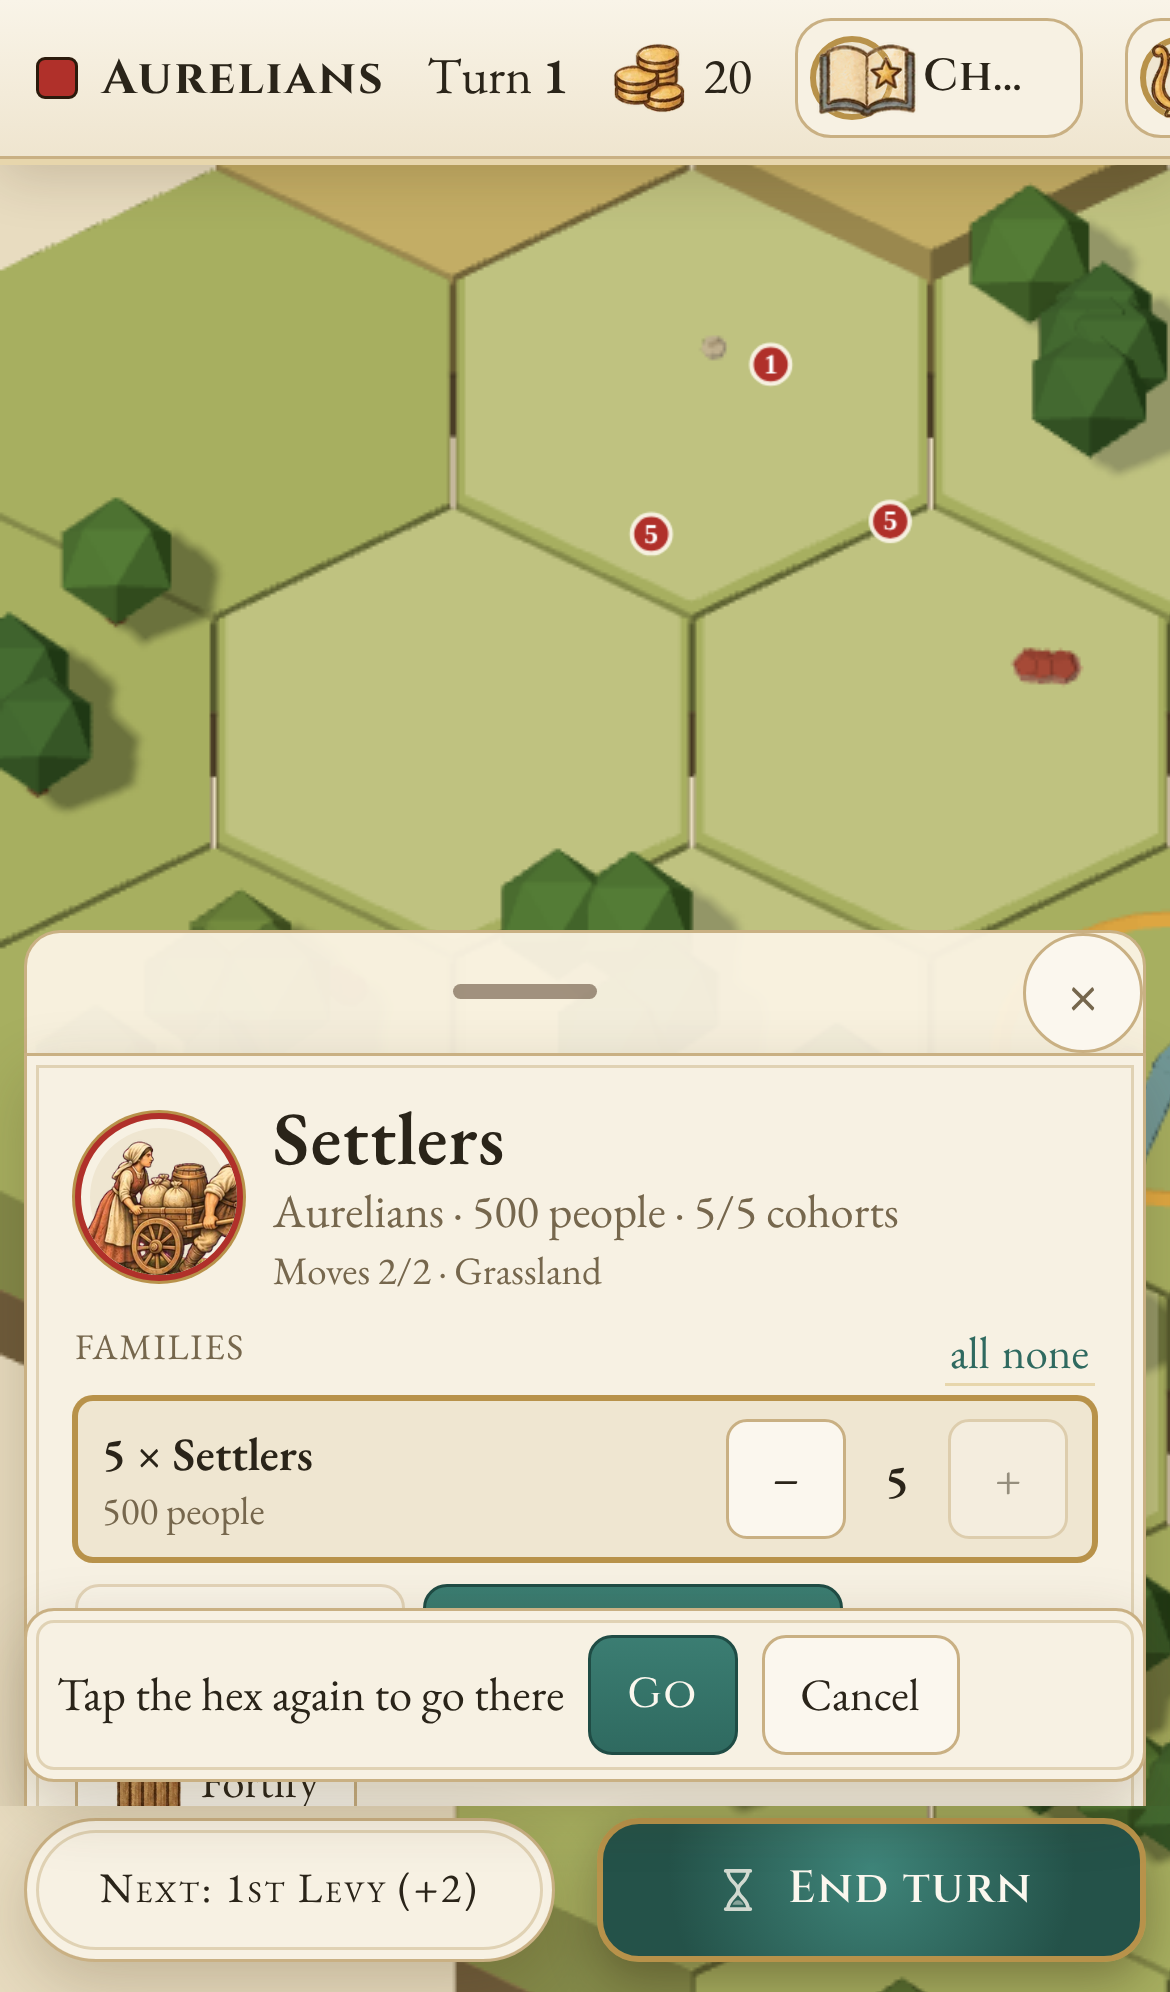 AURELIANS Turn 1 20 CH...
1
5 5
×
Settlers
Aurelians · 500 people · 5/5 cohorts
Moves 2/2 · Grassland
FAMILIES all none
5 × Settlers
500 people
− 5 +
Tap the hex again to go there GO Cancel
Fortify
NEXT: 1ST LEVY (+2) END TURN